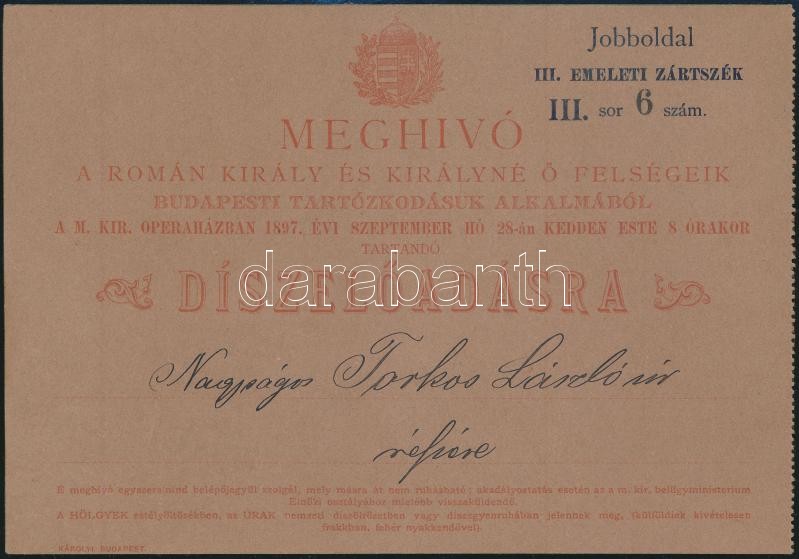 Jobboldal
III. EMELETI ZÁRTSZÉK
III. sor 6 szám.
MEGHIVÓ
A ROMÁN KIRÁLY ÉS KIRÁLYNÉ Ő FELSÉGEIK
BUDAPESTI TARTÓZKODÁSUK ALKALMÁBÓL
A M. KIR. OPERAHÁZBAN 1897. ÉVI SZEPTEMBER HÓ 28-án KEDDEN ESTE 8 ÓRAKOR
TARTANDÓ
darabanth
DÍSZELŐADÁSRA
Nagyságos Torkos László úr
részére
E meghívó egyszersmind belépőjegyül szolgál, mely másra át nem ruházható; akadályoztatás esetén az a m. kir. belügyministerium
Elnöki osztályához mielőbb visszaküldendő.
A HÖLGYEK estélyöltözékben, az URAK nemzeti díszöltözetben vagy díszegyenruhában jelennek meg, (külföldiek kivételesen
frakkban, fehér nyakkendővel).
KÁROLYI, BUDAPEST.